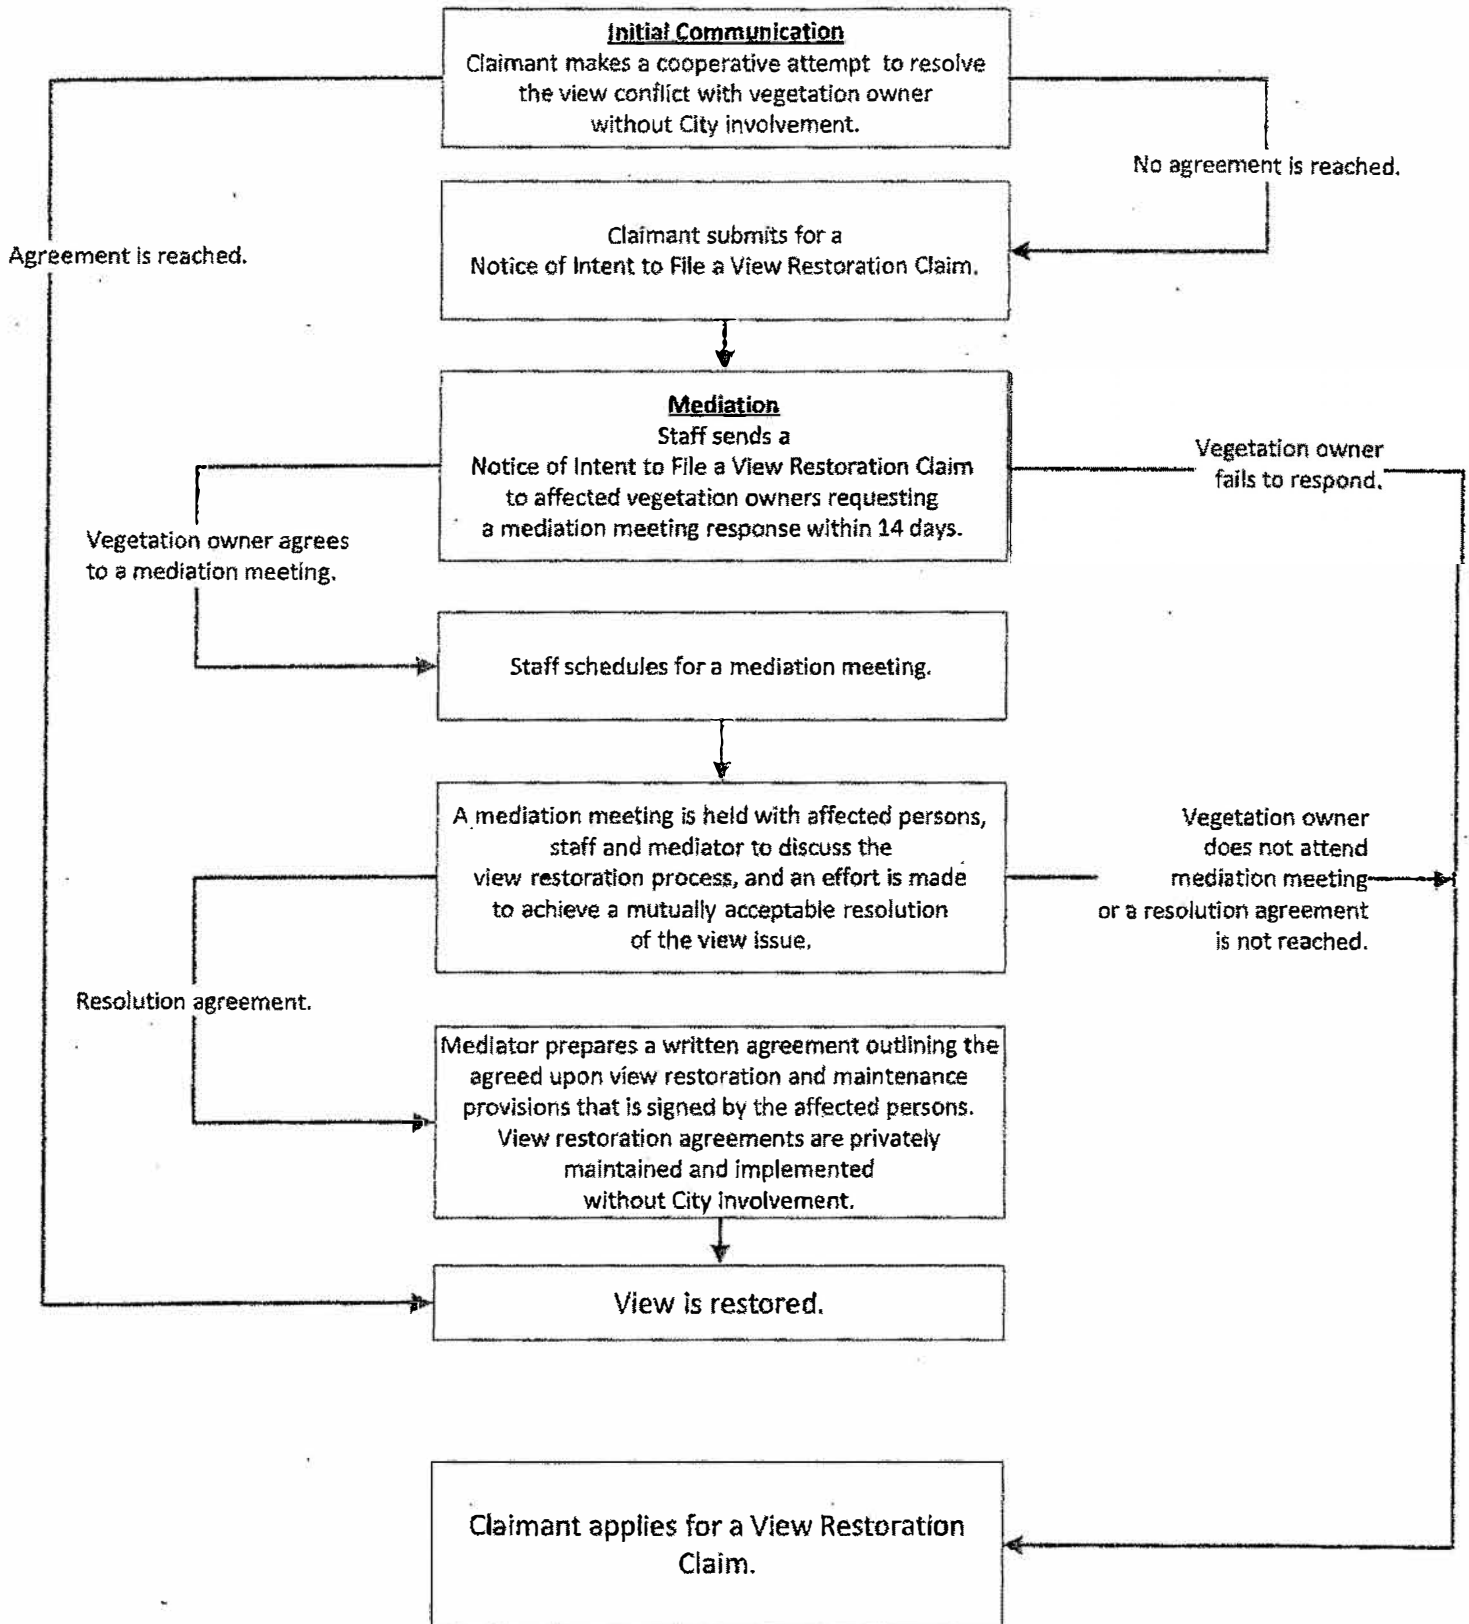 Initial Communication
Claimant makes a cooperative attempt to resolve
the view conflict with vegetation owner
without City involvement.
No agreement is reached.
Agreement is reached.
Claimant submits for a
Notice of Intent to File a View Restoration Claim.
Mediation
Staff sends a
Notice of Intent to File a View Restoration Claim
to affected vegetation owners requesting
a mediation meeting response within 14 days.
Vegetation owner
fails to respond.
Vegetation owner agrees
to a mediation meeting.
Staff schedules for a mediation meeting.
A mediation meeting is held with affected persons,
staff and mediator to discuss the
view restoration process, and an effort is made
to achieve a mutually acceptable resolution
of the view issue.
Vegetation owner
does not attend
mediation meeting
or a resolution agreement
is not reached.
Resolution agreement.
Mediator prepares a written agreement outlining the
agreed upon view restoration and maintenance
provisions that is signed by the affected persons.
View restoration agreements are privately
maintained and implemented
without City involvement.
View is restored.
Claimant applies for a View Restoration
Claim.